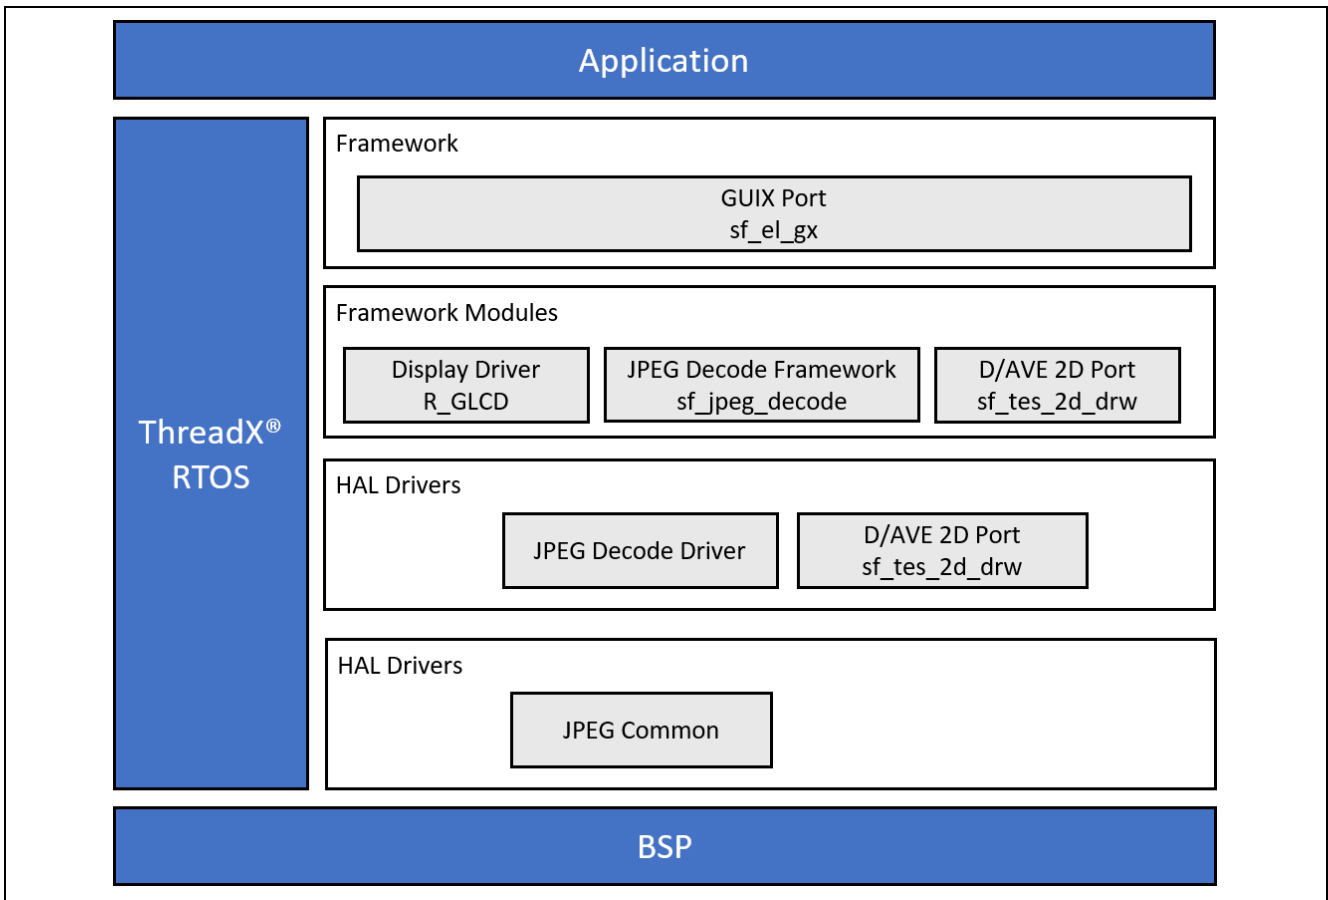 Application
ThreadX®
RTOS
Framework
GUIX Port
sf_el_gx
Framework Modules
Display Driver
R_GLCD
JPEG Decode Framework
sf_jpeg_decode
D/AVE 2D Port
sf_tes_2d_drw
HAL Drivers
JPEG Decode Driver
D/AVE 2D Port
sf_tes_2d_drw
HAL Drivers
JPEG Common
BSP